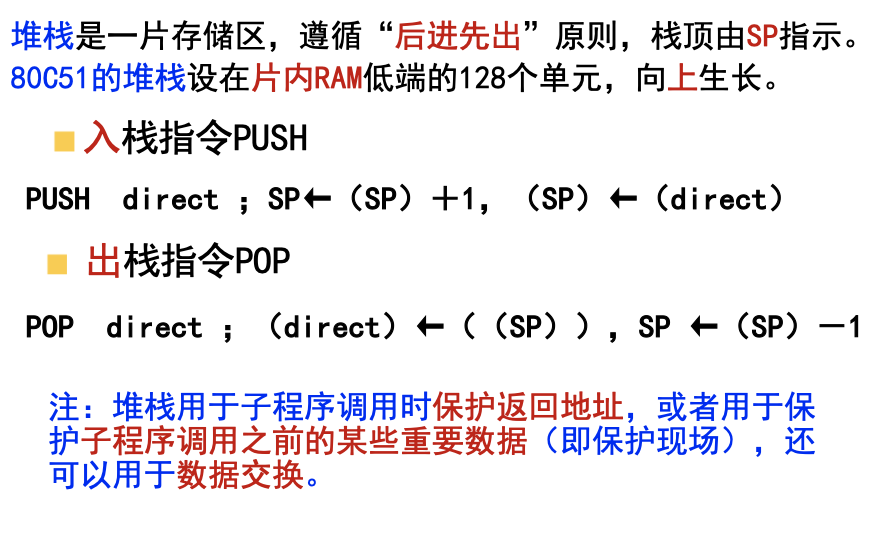 堆栈是一片存储区，遵循“后进先出”原则，栈顶由SP指示。
80C51的堆栈设在片内RAM低端的128个单元，向上生长。
入栈指令PUSH
PUSH direct ；SP←（SP）＋1，（SP）←（direct）
出栈指令POP
POP direct ；（direct）←（（SP）），SP ←（SP）－1
注：堆栈用于子程序调用时保护返回地址，或者用于保
护子程序调用之前的某些重要数据（即保护现场），还
可以用于数据交换。